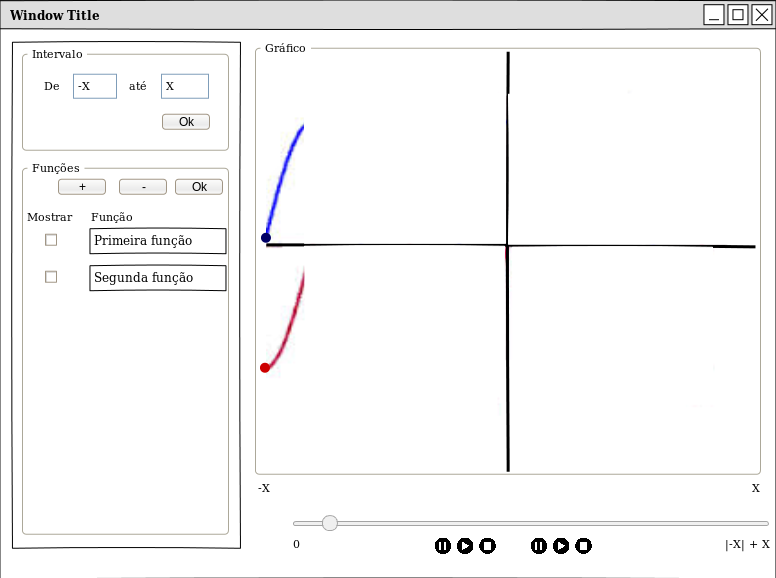 Window Title
Intervalo
De -X até X
Ok
Funções
+ - Ok
Mostrar Função
Primeira função
Segunda função
Gráfico
-X X
0 |-X| + X